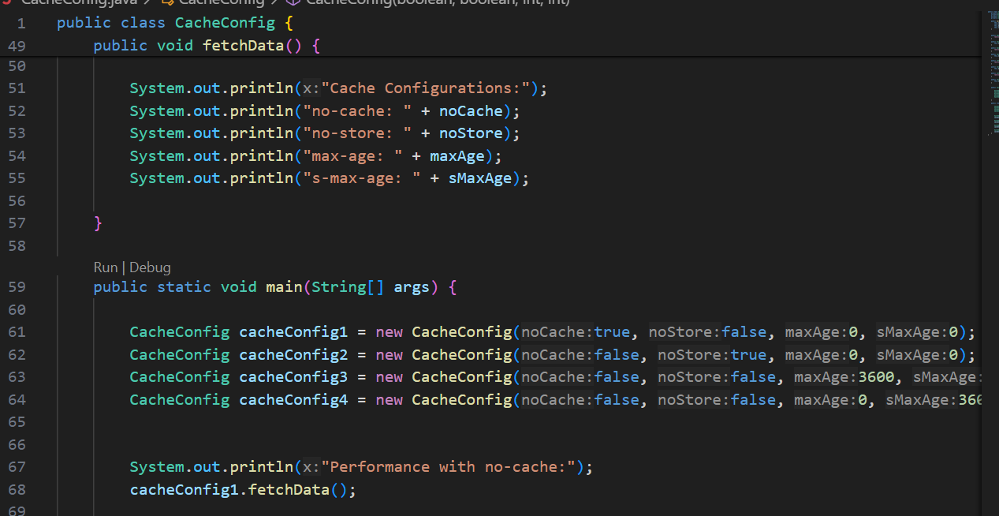 CacheConfig.java > CacheConfig > CacheConfig(boolean, boolean, int, int)
1 public class CacheConfig {
49 public void fetchData() {
50
51 System.out.println(x:"Cache Configurations:");
52 System.out.println("no-cache: " + noCache);
53 System.out.println("no-store: " + noStore);
54 System.out.println("max-age: " + maxAge);
55 System.out.println("s-max-age: " + sMaxAge);
56
57 }
58
Run | Debug
59 public static void main(String[] args) {
60
61 CacheConfig cacheConfig1 = new CacheConfig(noCache:true, noStore:false, maxAge:0, sMaxAge:0);
62 CacheConfig cacheConfig2 = new CacheConfig(noCache:false, noStore:true, maxAge:0, sMaxAge:0);
63 CacheConfig cacheConfig3 = new CacheConfig(noCache:false, noStore:false, maxAge:3600, sMaxAge:
64 CacheConfig cacheConfig4 = new CacheConfig(noCache:false, noStore:false, maxAge:0, sMaxAge:360
65
66
67 System.out.println(x:"Performance with no-cache:");
68 cacheConfig1.fetchData();
69